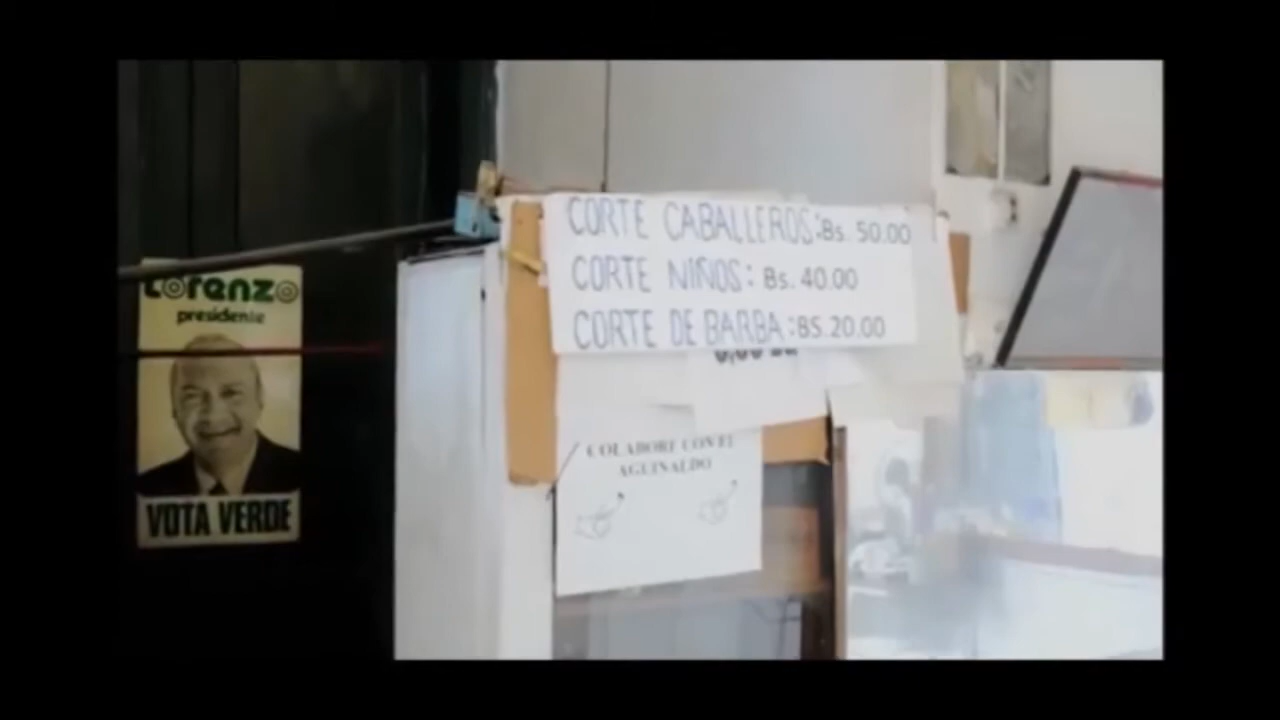 Lorenzo
presidente
VOTA VERDE
CORTE CABALLEROS:Bs. 50.00
CORTE NIÑOS: Bs. 40.00
CORTE DE BARBA:BS.20.00
COLABORE CON EL
AGUINALDO